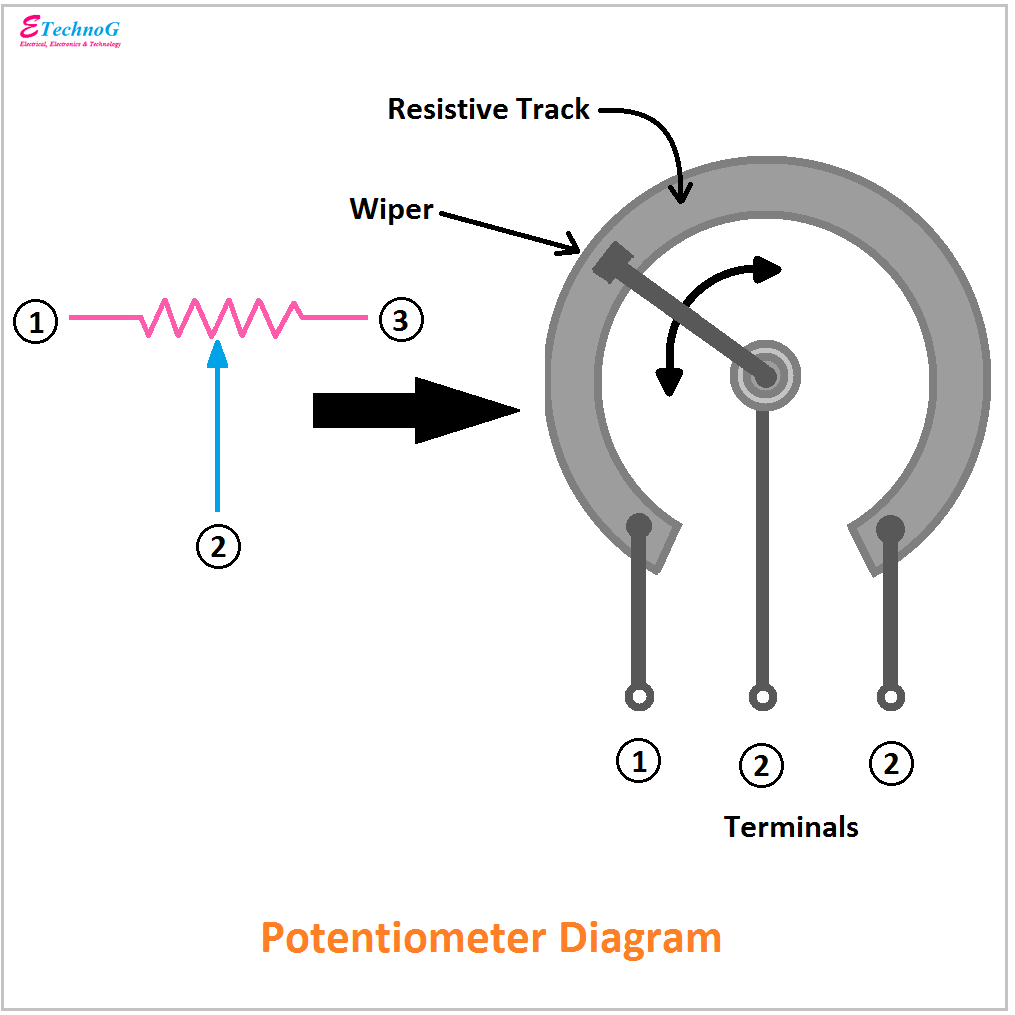 ETechnoG
Electrical, Electronics & Technology
Resistive Track
Wiper
1
3
2
1
2
2
Terminals
Potentiometer Diagram